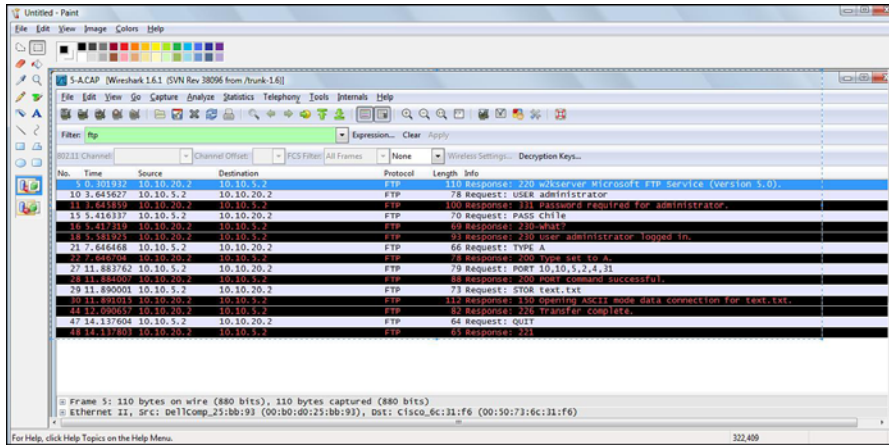 Untitled - Paint
File Edit View Image Colors Help
5-A.CAP [Wireshark 1.6.1 (SVN Rev 38096 from /trunk-1.6)]
File Edit View Go Capture Analyze Statistics Telephony Tools Internals Help
Filter: ftp Expression... Clear Apply
802.11 Channel: Channel Offset: FCS Filter: All Frames None Wireless Settings... Decryption Keys...
No. Time Source Destination Protocol Length Info
5 0.301932 10.10.20.2 10.10.5.2 FTP 110 Response: 220 w2kserver Microsoft FTP Service (Version 5.0).
10 3.645627 10.10.5.2 10.10.20.2 FTP 78 Request: USER administrator
11 3.645859 10.10.20.2 10.10.5.2 FTP 100 Response: 331 Password required for administrator.
15 5.416337 10.10.5.2 10.10.20.2 FTP 70 Request: PASS Chile
16 5.417319 10.10.20.2 10.10.5.2 FTP 69 Response: 230-what?
18 5.581925 10.10.20.2 10.10.5.2 FTP 93 Response: 230 User administrator logged in.
21 7.646468 10.10.5.2 10.10.20.2 FTP 66 Request: TYPE A
22 7.646704 10.10.20.2 10.10.5.2 FTP 78 Response: 200 Type set to A.
27 11.883762 10.10.5.2 10.10.20.2 FTP 79 Request: PORT 10,10,5,2,4,31
28 11.884007 10.10.20.2 10.10.5.2 FTP 88 Response: 200 PORT command successful.
29 11.890001 10.10.5.2 10.10.20.2 FTP 73 Request: STOR text.txt
30 11.891015 10.10.20.2 10.10.5.2 FTP 112 Response: 150 Opening ASCII mode data connection for text.txt.
44 12.090657 10.10.20.2 10.10.5.2 FTP 82 Response: 226 Transfer complete.
47 14.137604 10.10.5.2 10.10.20.2 FTP 64 Request: QUIT
48 14.137803 10.10.20.2 10.10.5.2 FTP 65 Response: 221
Frame 5: 110 bytes on wire (880 bits), 110 bytes captured (880 bits)
Ethernet II, Src: DellComp_25:bb:93 (00:b0:d0:25:bb:93), Dst: Cisco_6c:31:f6 (00:50:73:6c:31:f6)
For Help, click Help Topics on the Help Menu. 322,409